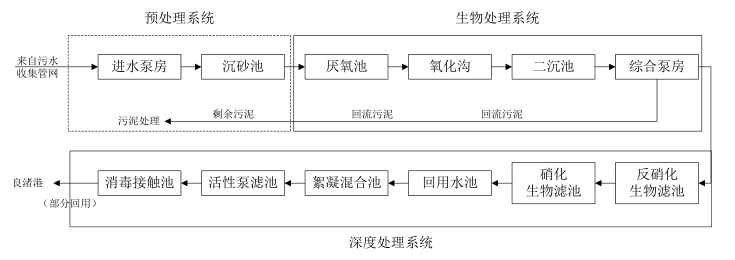 预处理系统
生物处理系统
来自污水
收集管网
进水泵房
沉砂池
厌氧池
氧化沟
二沉池
综合泵房
污泥处理
剩余污泥
回流污泥
回流污泥
良渚港
（部分回用）
消毒接触池
活性泵滤池
絮凝混合池
回用水池
硝化
生物滤池
反硝化
生物滤池
深度处理系统